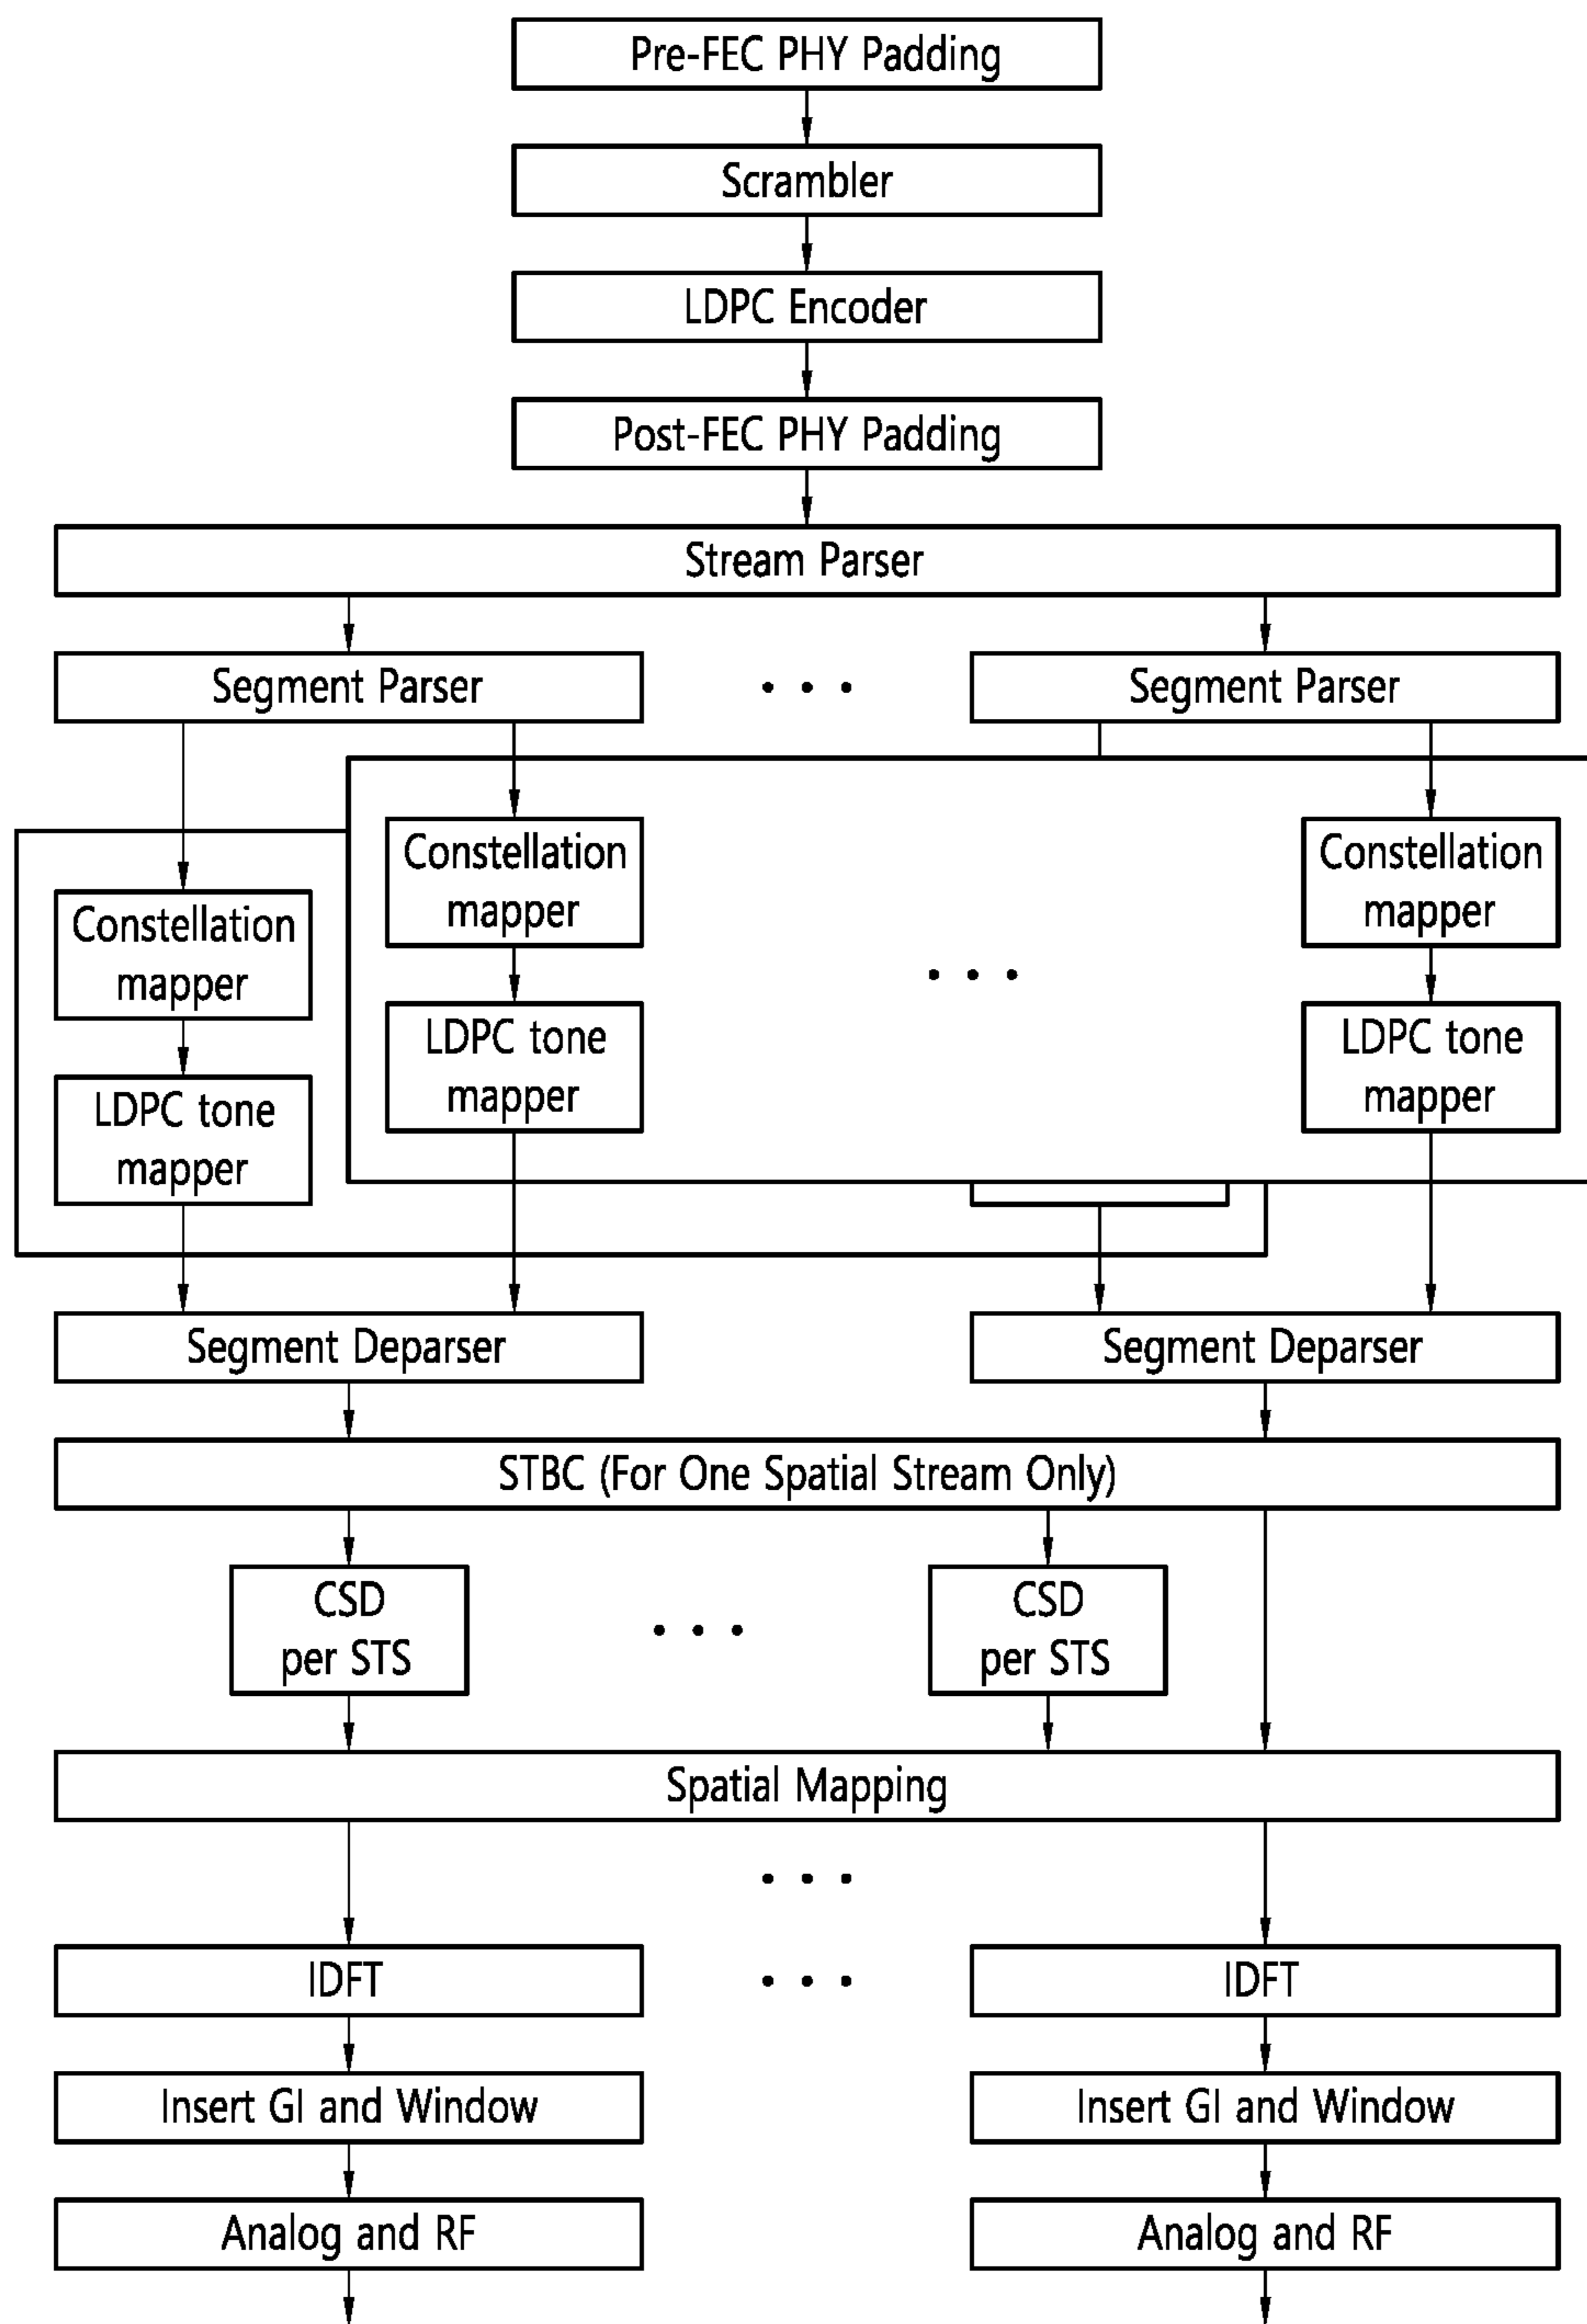 Pre-FEC PHY Padding
Scrambler
LDPC Encoder
Post-FEC PHY Padding
Stream Parser
Segment Parser
. . .
Segment Parser
Constellation
mapper
LDPC tone
mapper
Constellation
mapper
LDPC tone
mapper
. . .
Constellation
mapper
LDPC tone
mapper
Segment Deparser
Segment Deparser
STBC (For One Spatial Stream Only)
CSD
per STS
. . .
CSD
per STS
Spatial Mapping
. . .
IDFT
. . .
IDFT
Insert GI and Window
Insert GI and Window
Analog and RF
Analog and RF